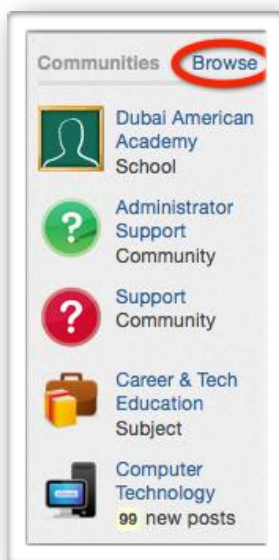 Communities Browse
Dubai American
Academy
School
Administrator
Support
Community
Support
Community
Career & Tech
Education
Subject
Computer
Technology
99 new posts